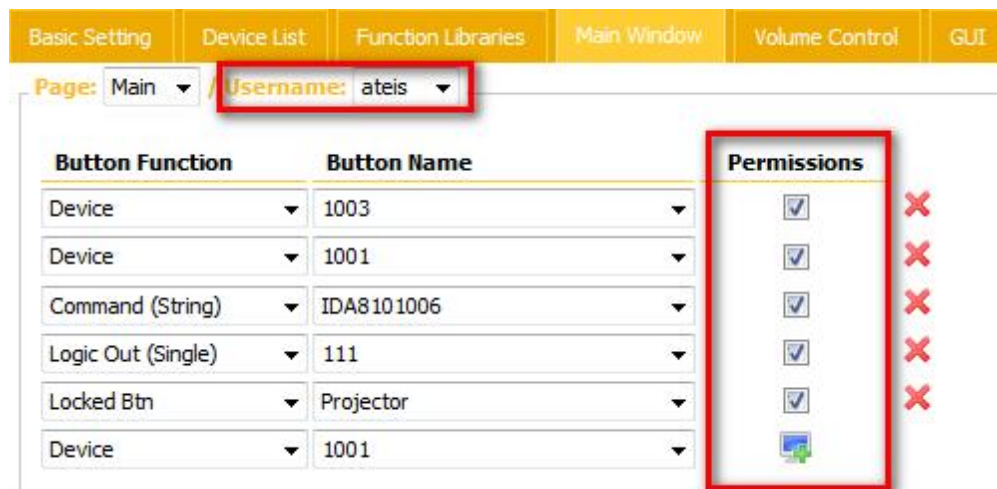 Basic Setting Device List Function Libraries Main Window Volume Control GUI
Page: Main / Username: ateis
Button Function Button Name Permissions
Device 1003
Device 1001
Command (String) IDA8101006
Logic Out (Single) 111
Locked Btn Projector
Device 1001